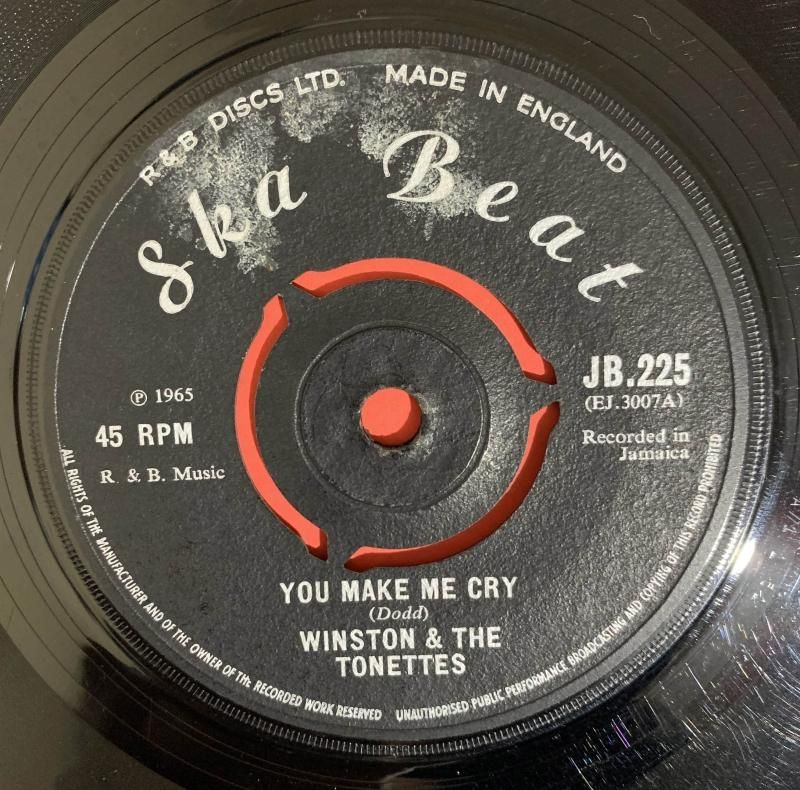 R & B DISCS LTD. MADE IN ENGLAND
Ska Beat
JB.225
(EJ.3007A)
Recorded in
Jamaica
℗ 1965
45 RPM
R & B. Music
YOU MAKE ME CRY
(Dodd)
WINSTON & THE
TONETTES
ALL RIGHTS OF THE MANUFACTURER AND OF THE OWNER OF THE RECORDED WORK RESERVED UNAUTHORISED PUBLIC PERFORMANCE BROADCASTING AND COPYING OF THIS RECORD PROHIBITED